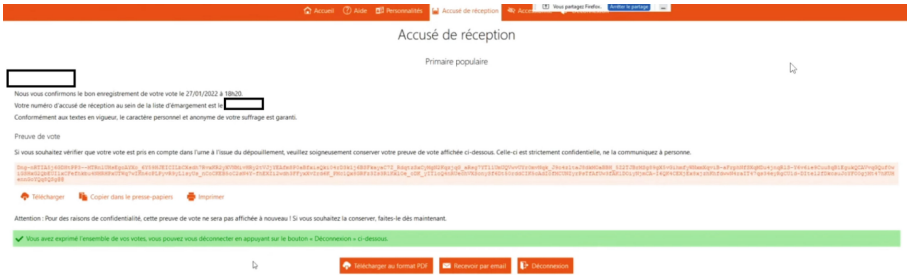 Accueil Aide Personnalités Accusé de réception
Vous partagez Firefox. Arrêter le partage
Accusé de réception
Primaire populaire
Nous vous confirmons le bon enregistrement de votre vote le 27/01/2022 à 18h20.
Votre numéro d'accusé de réception au sein de la liste d'émargement est le
Conformément aux textes en vigueur, le caractère personnel et anonyme de votre suffrage est garanti.
Preuve de vote
Si vous souhaitez vérifier que votre vote est pris en compte dans l'urne à l'issue du dépouillement, veuillez soigneusement conserver votre preuve de vote affichée ci-dessous. Celle-ci est strictement confidentielle, ne la communiquez à personne.
Télécharger Copier dans le presse-papiers Imprimer
Attention : Pour des raisons de confidentialité, cette preuve de vote ne sera pas affichée à nouveau ! Si vous souhaitez la conserver, faites-le dès maintenant.
Vous avez exprimé l'ensemble de vos votes, vous pouvez vous déconnecter en appuyant sur le bouton « Déconnexion » ci-dessous.
Télécharger au format PDF Recevoir par email Déconnexion